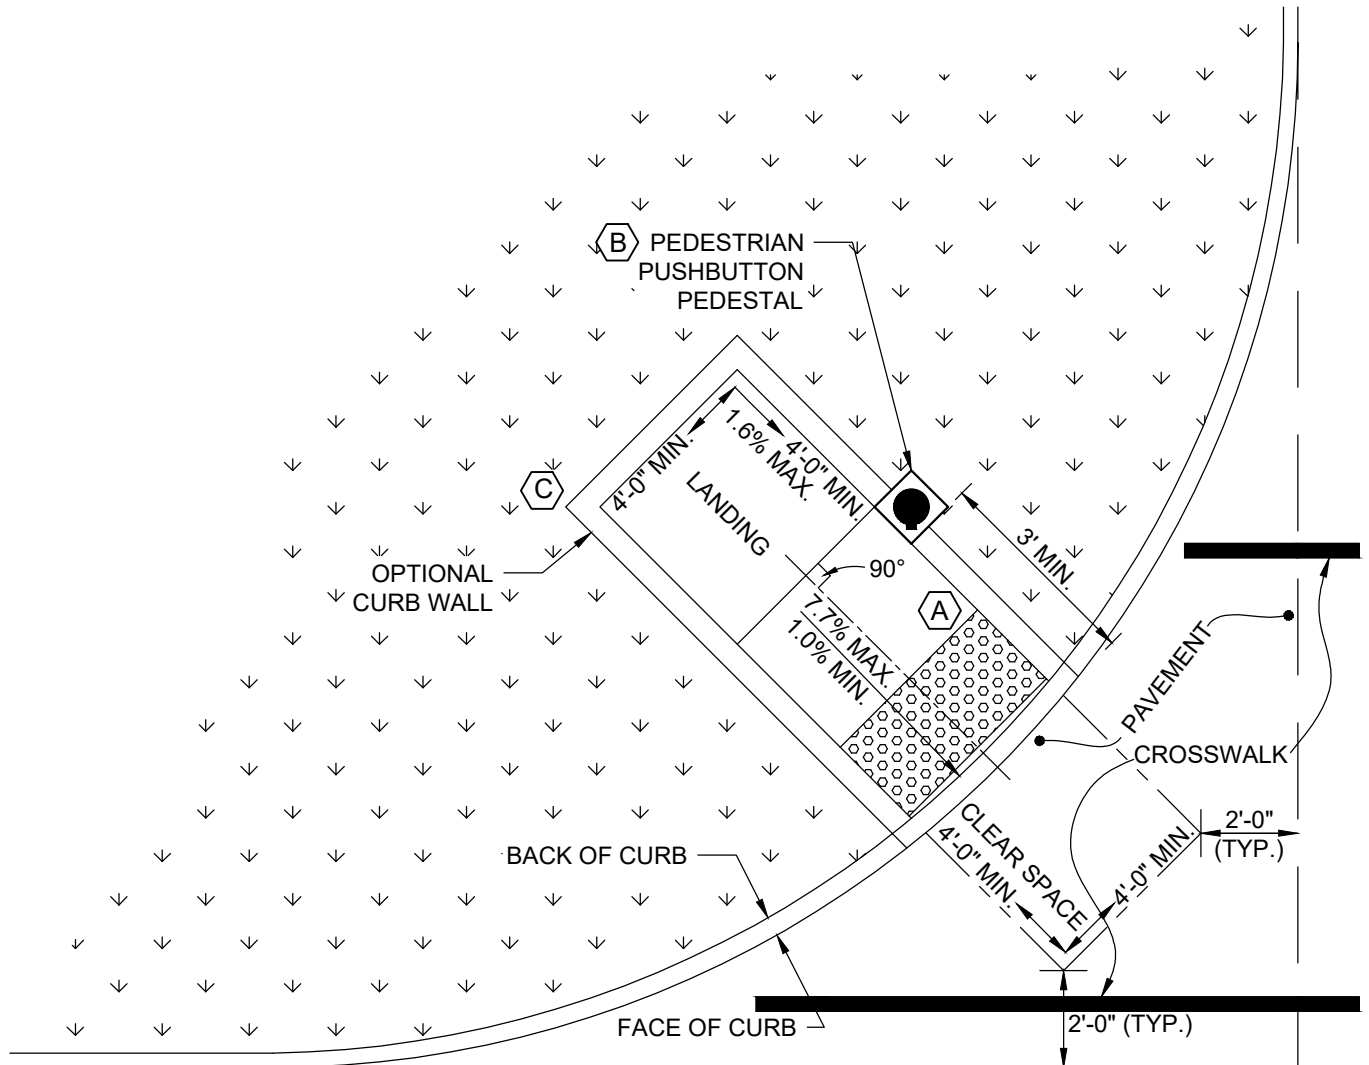 B
PEDESTRIAN
PUSHBUTTON
PEDESTAL
4'-0" MIN.
1.6% MAX.
4'-0" MIN.
LANDING
C
OPTIONAL
CURB WALL
90°
3' MIN.
A
7.7% MAX.
1.0% MIN.
PAVEMENT
CROSSWALK
CLEAR SPACE
4'-0" MIN.
4'-0" MIN.
2'-0"
(TYP.)
BACK OF CURB
FACE OF CURB
2'-0" (TYP.)